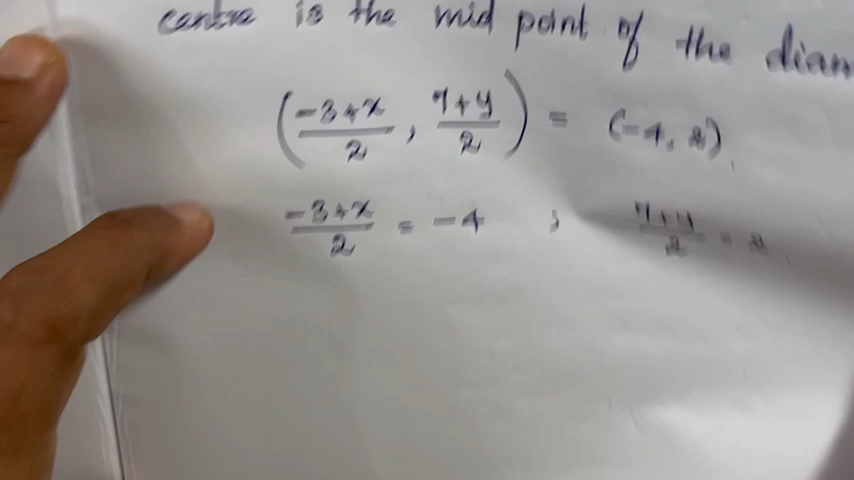 centre is the mid point of the diam
(-3+x/2, 7+y/2) = (-4, 2)
-3+x/2 = -4 ; 7+y/2 = 2